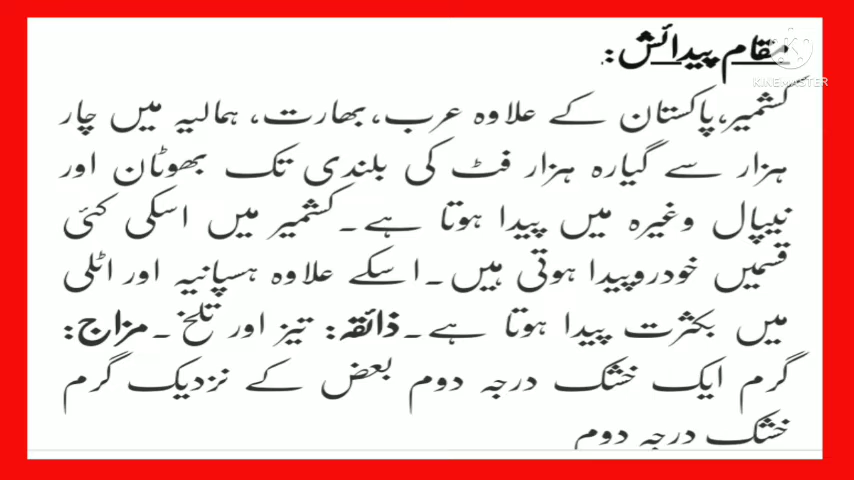 مقام پیدائش:
KINEMASTER
کشمیر،پاکستان کے علاوہ عرب،بھارت، ہمالیہ میں چار
ہزار سے گیارہ ہزار فٹ کی بلندی تک بھوٹان اور
نیپال وغیرہ میں پیدا ہوتا ہے۔کشمیر میں اسکی کئی
قسمیں خودروپیدا ہوتی ہیں۔اسکے علاوہ ہسپانیہ اور اٹلی
میں بکثرت پیدا ہوتا ہے۔ذائقہ: تیز اور تلخ۔مزاج:
گرم ایک خشک درجہ دوم بعض کے نزدیک گرم
خشک درجہ دوم